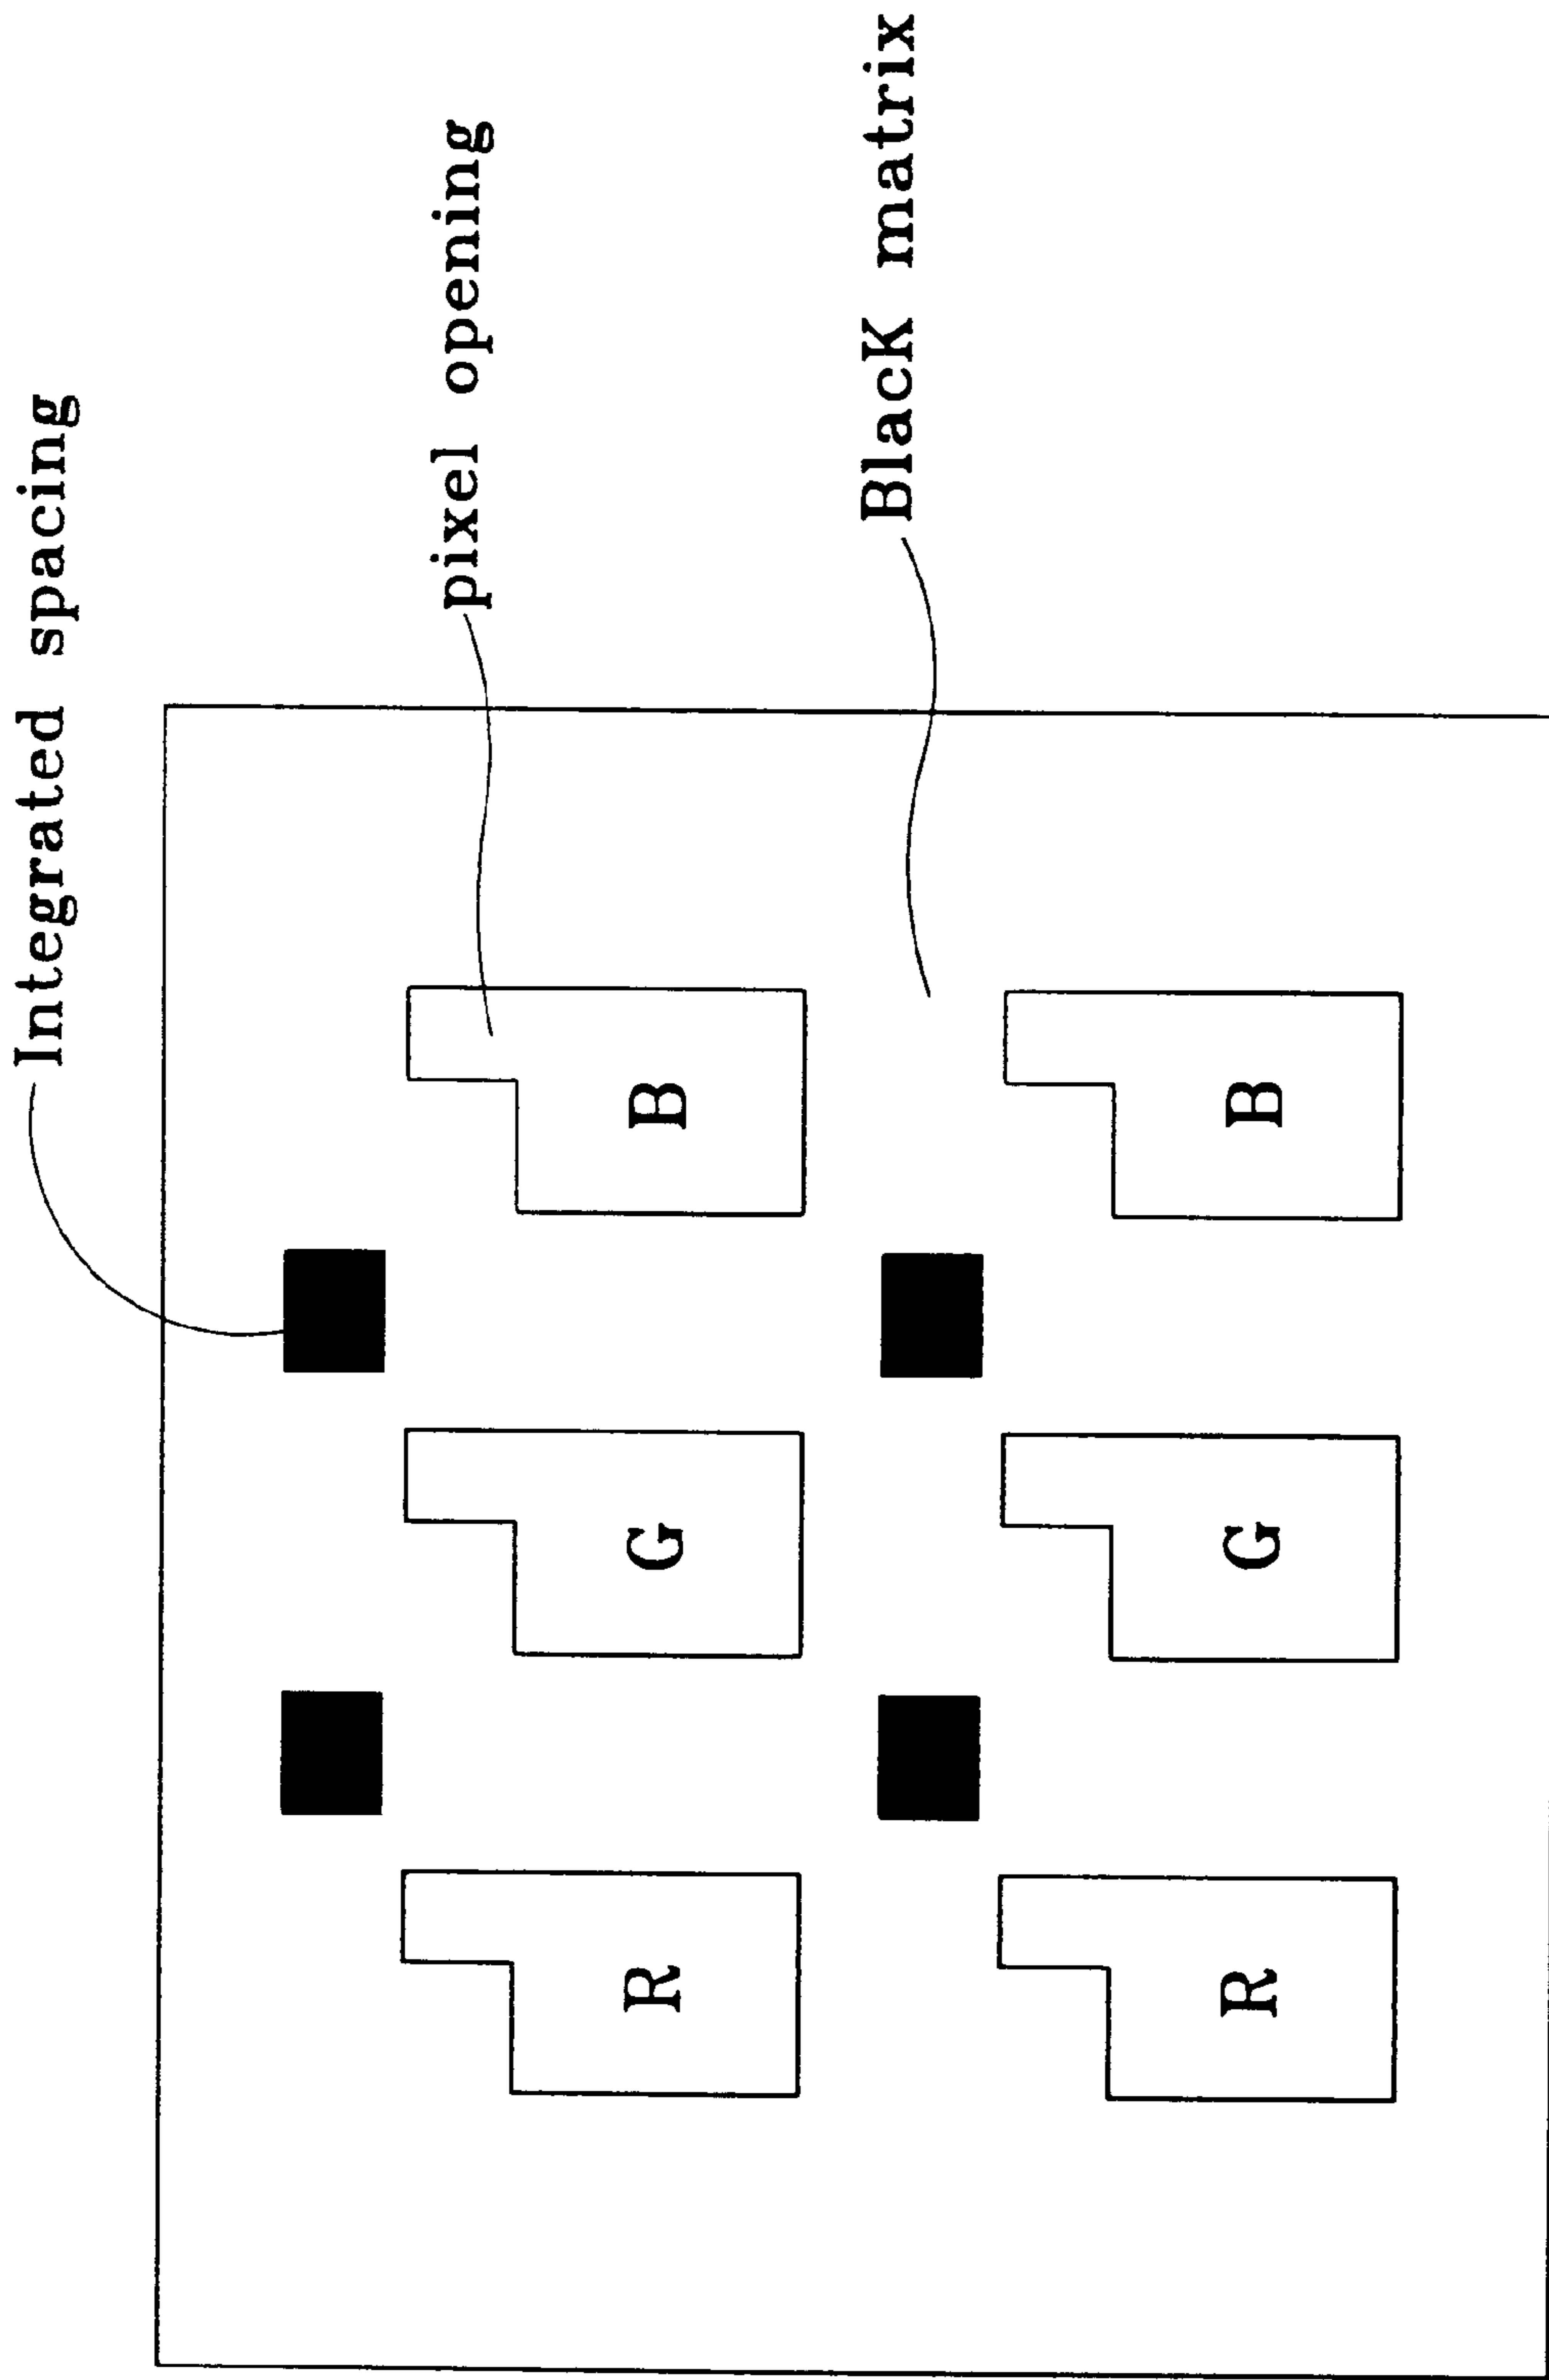 Integrated spacing
pixel opening
BlacK matrix
R G B
R G B